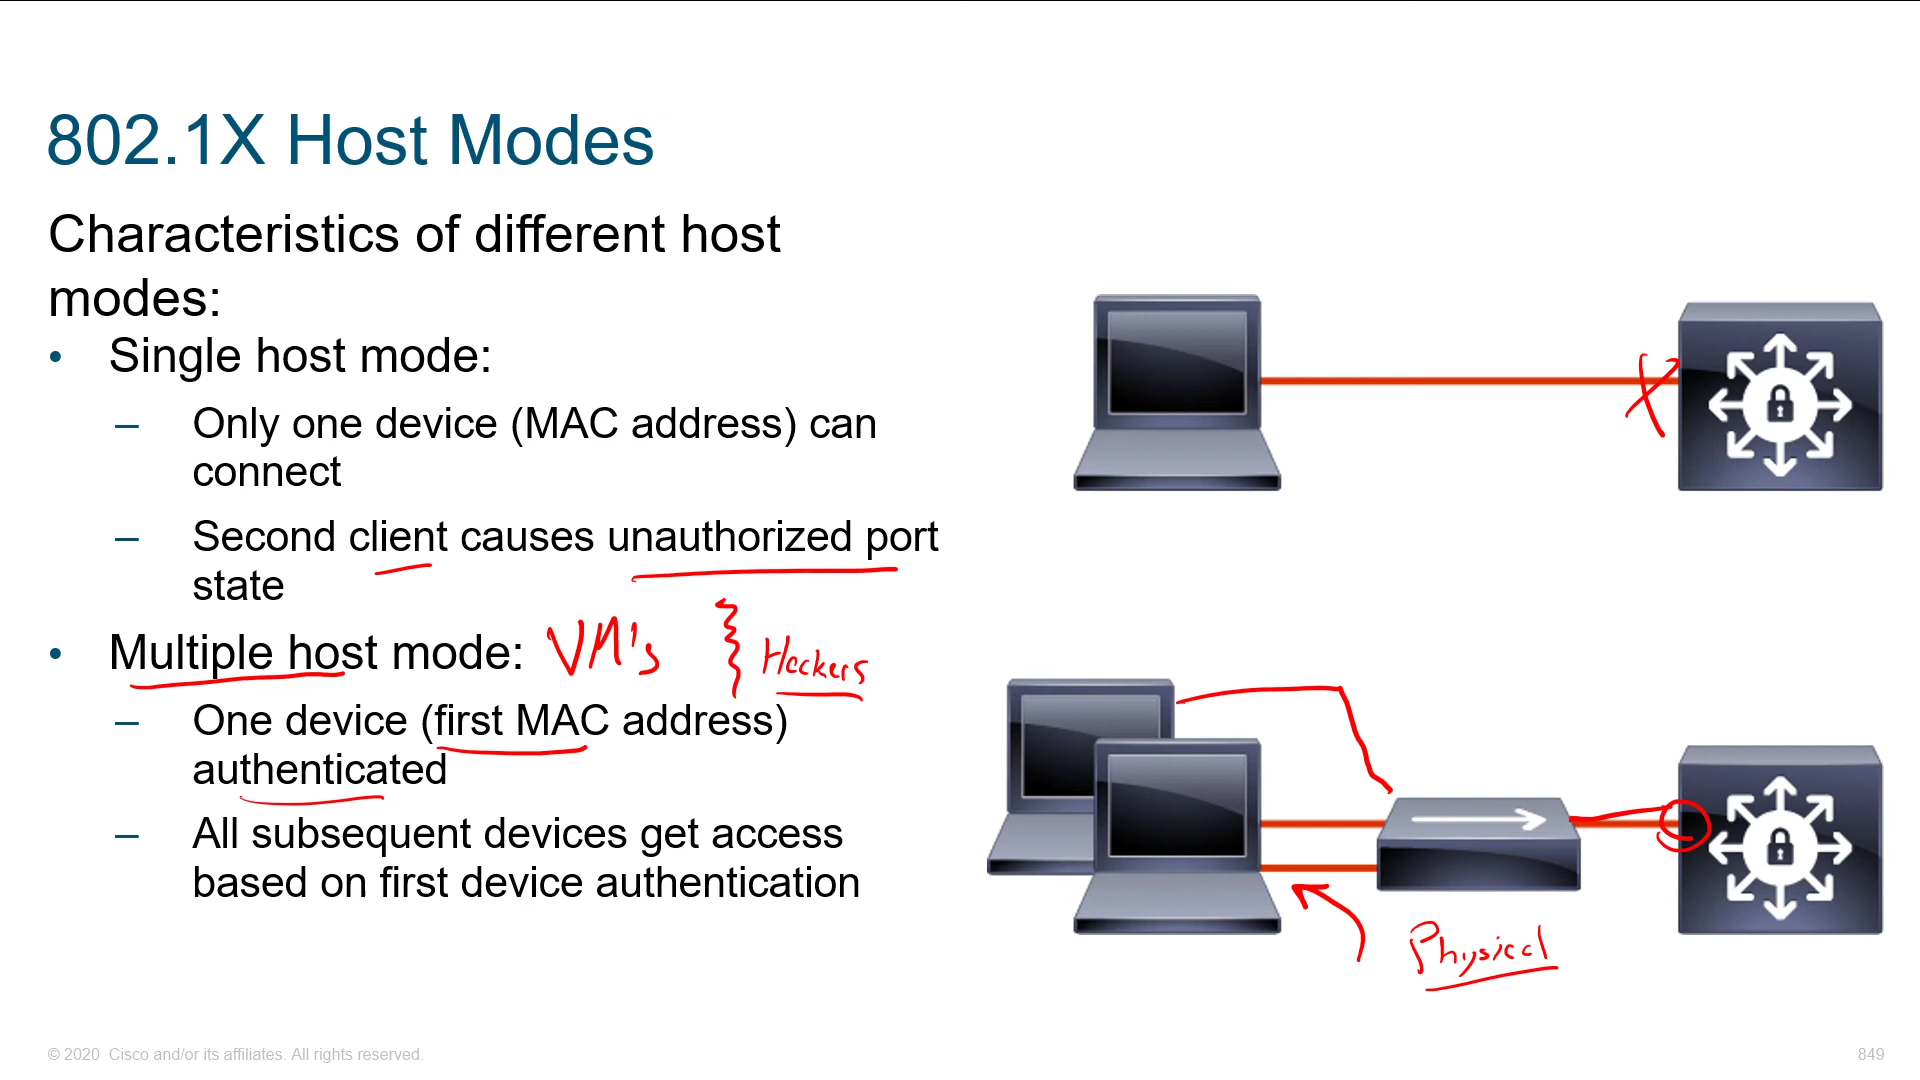 802.1X Host Modes
Characteristics of different host
modes:
• Single host mode:
– Only one device (MAC address) can
connect
– Second client causes unauthorized port
state
• Multiple host mode: VM's Hackers
– One device (first MAC address)
authenticated
– All subsequent devices get access
based on first device authentication
Physical
© 2020 Cisco and/or its affiliates. All rights reserved.
849